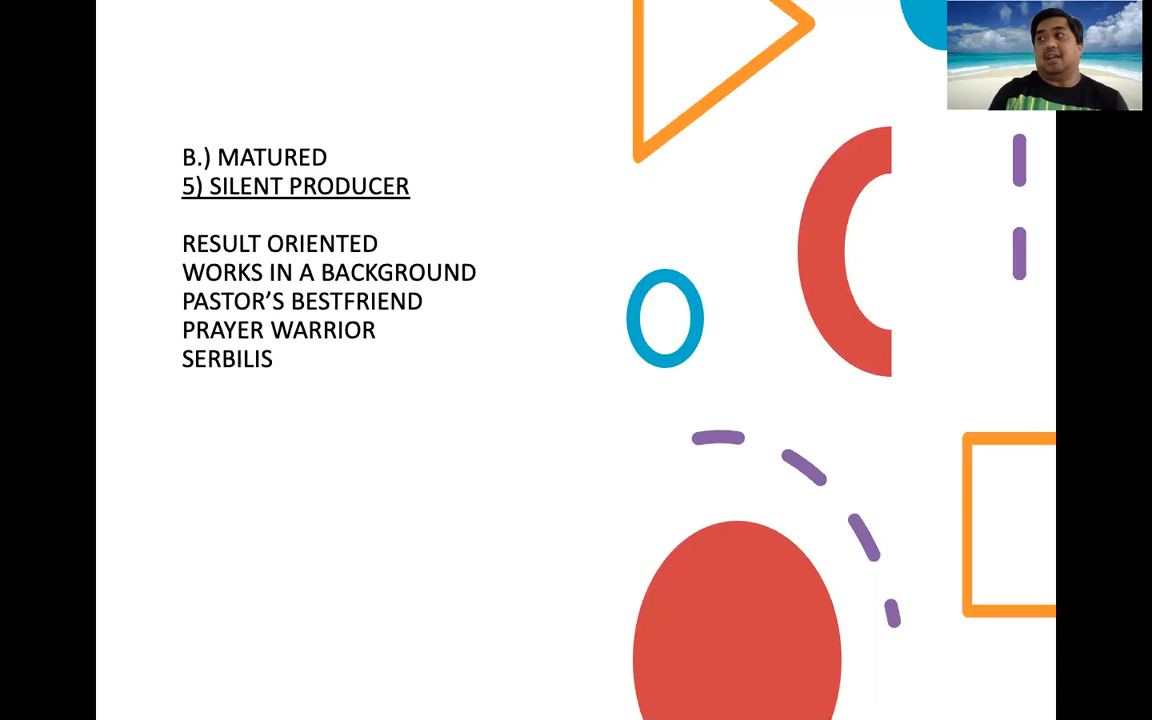 B.) MATURED
5) SILENT PRODUCER
RESULT ORIENTED
WORKS IN A BACKGROUND
PASTOR’S BESTFRIEND
PRAYER WARRIOR
SERBILIS